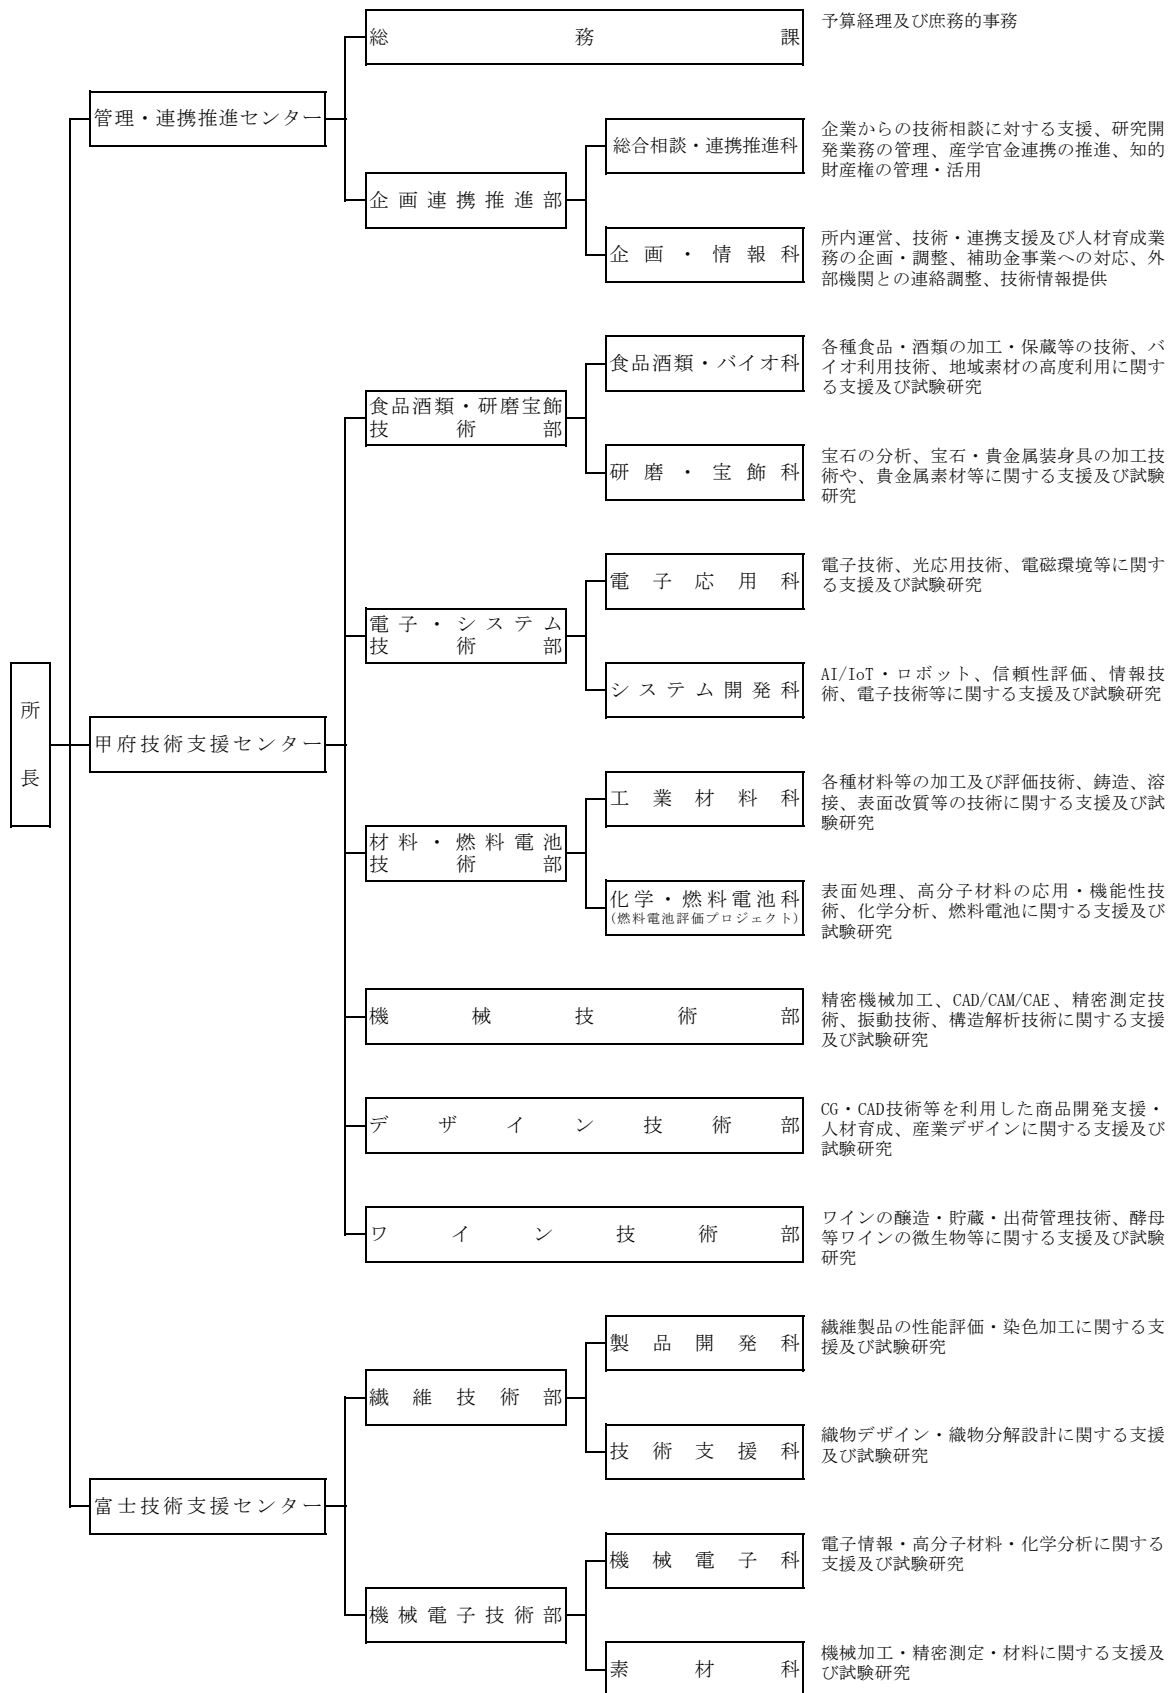 総務課
予算経理及び庶務的事務
管理・連携推進センター
総合相談・連携推進科
企業からの技術相談に対する支援、研究開
発業務の管理、産学官金連携の推進、知的
財産権の管理・活用
企画連携推進部
企画・情報科
所内運営、技術・連携支援及び人材育成業
務の企画・調整、補助金事業への対応、外
部機関との連絡調整、技術情報提供
食品酒類・バイオ科
各種食品・酒類の加工・保蔵等の技術、バ
イオ利用技術、地域素材の高度利用に関す
る支援及び試験研究
食品酒類・研磨宝飾
技術部
研磨・宝飾科
宝石の分析、宝石・貴金属装身具の加工技
術や、貴金属素材等に関する支援及び試験
研究
電子応用科
電子技術、光応用技術、電磁環境等に関す
る支援及び試験研究
電子・システム
技術部
システム開発科
AI/IoT・ロボット、信頼性評価、情報技
術、電子技術等に関する支援及び試験研究
所
長
甲府技術支援センター
工業材料科
各種材料等の加工及び評価技術、鋳造、溶
接、表面改質等の技術に関する支援及び試
験研究
材料・燃料電池
技術部
化学・燃料電池科
(燃料電池評価プロジェクト)
表面処理、高分子材料の応用・機能性技
術、化学分析、燃料電池に関する支援及び
試験研究
機械技術部
精密機械加工、CAD/CAM/CAE、精密測定技
術、振動技術、構造解析技術に関する支援
及び試験研究
デザイン技術部
CG・CAD技術等を利用した商品開発支援・
人材育成、産業デザインに関する支援及び
試験研究
ワイン技術部
ワインの醸造・貯蔵・出荷管理技術、酵母
等ワインの微生物等に関する支援及び試験
研究
製品開発科
繊維製品の性能評価・染色加工に関する支
援及び試験研究
繊維技術部
技術支援科
織物デザイン・織物分解設計に関する支援
及び試験研究
富士技術支援センター
機械電子科
電子情報・高分子材料・化学分析に関する
支援及び試験研究
機械電子技術部
素材科
機械加工・精密測定・材料に関する支援及
び試験研究